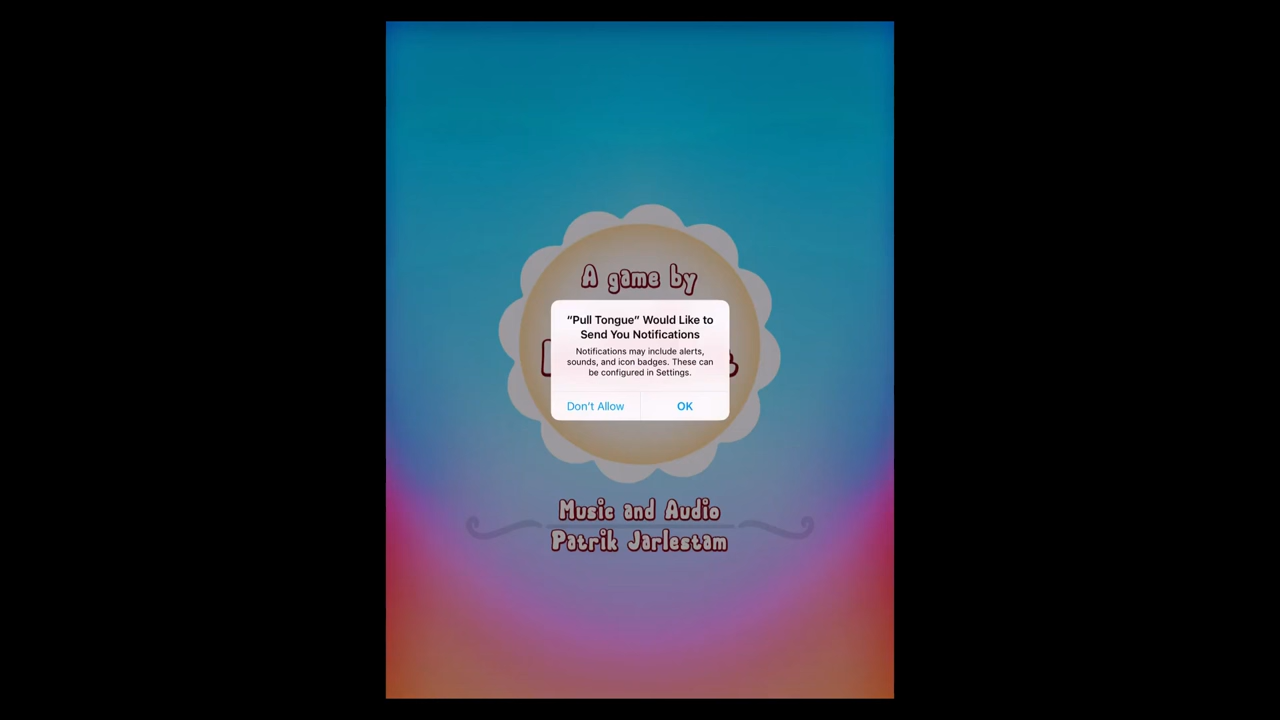 A game by
“Pull Tongue” Would Like to
Send You Notifications
Notifications may include alerts,
sounds, and icon badges. These can
be configured in Settings.
Don’t Allow
OK
Music and Audio
Patrik Jarlestam